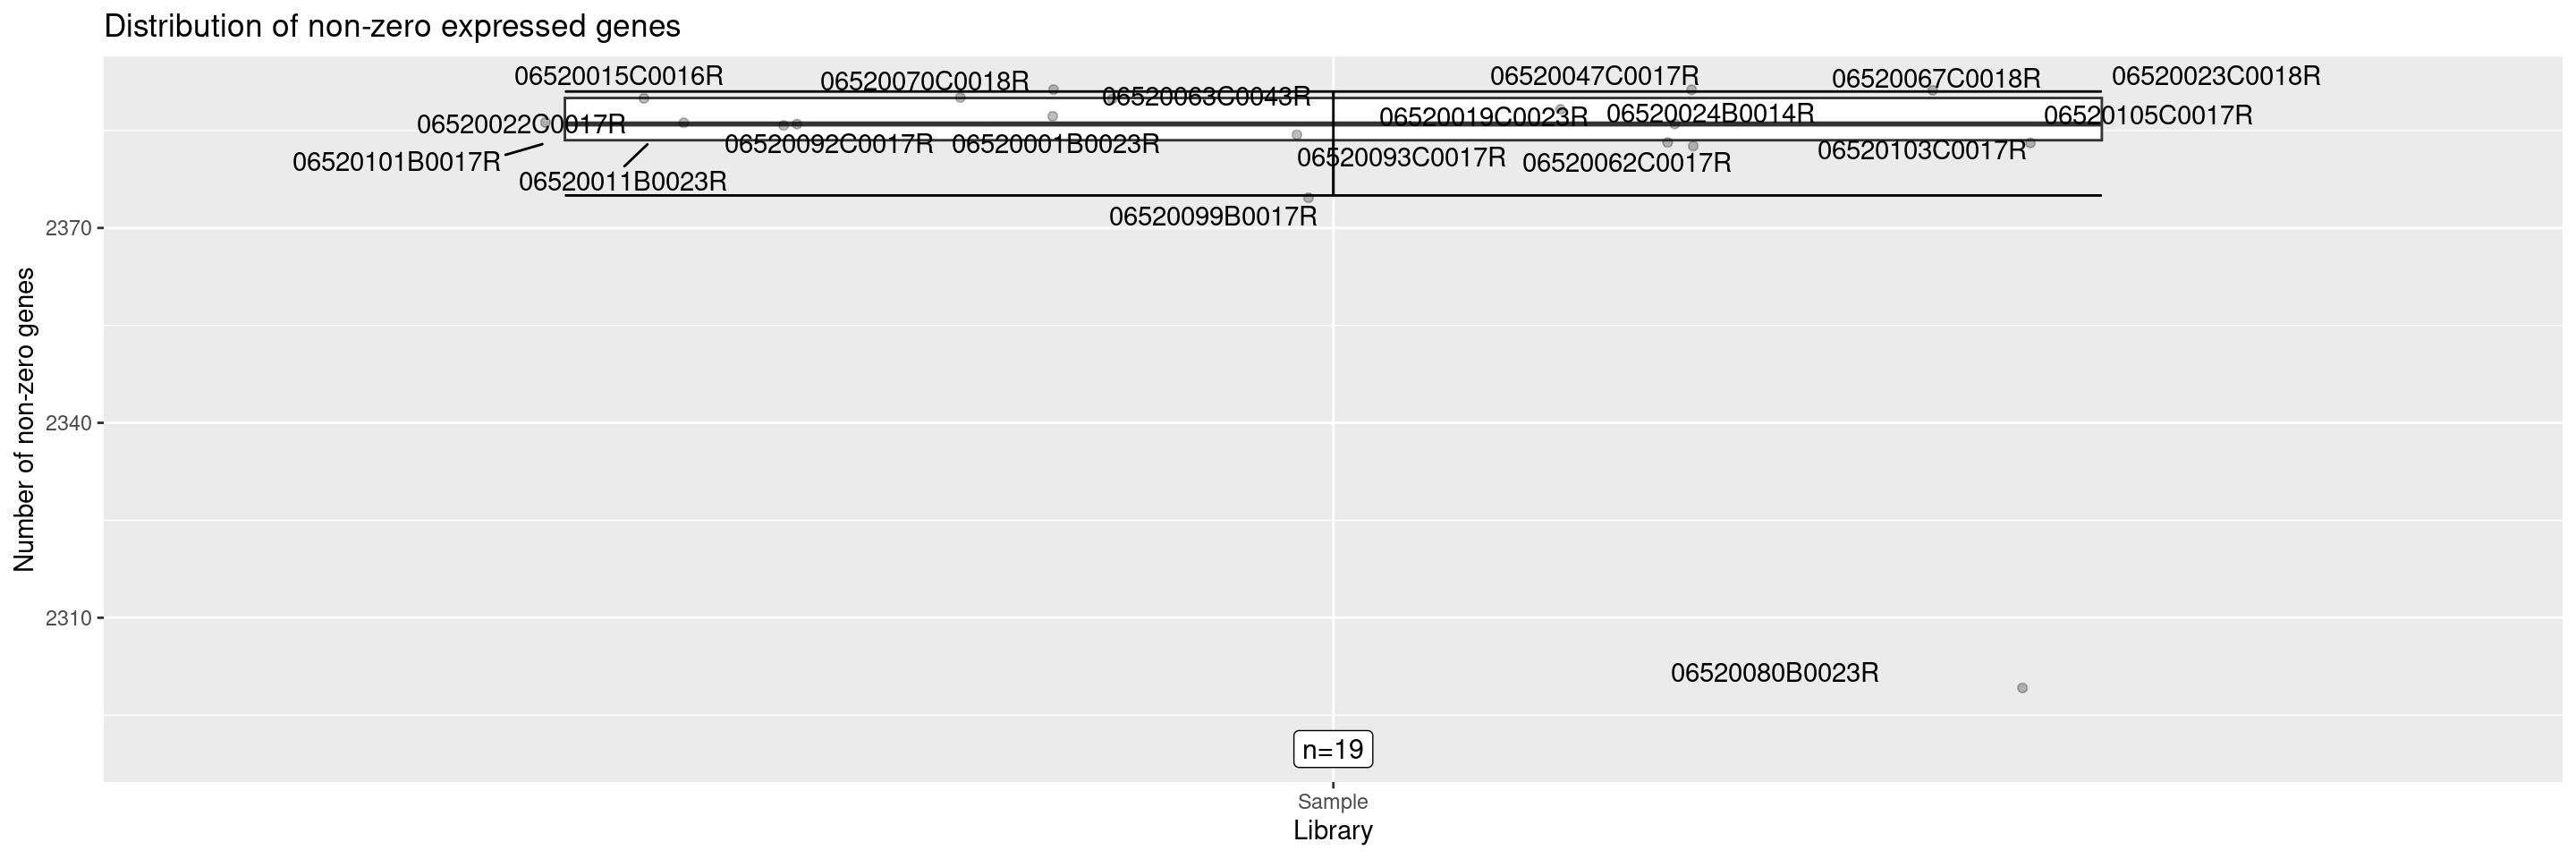 Distribution of non-zero expressed genes
06520015C0016R
06520070C0018R
06520047C0017R
06520067C0018R
06520023C0018R
06520063C0043R
06520022C0017R
06520019C0023R
06520024B0014R
06520105C0017R
06520101B0017R
06520092C0017R
06520001B0023R
06520093C0017R
06520062C0017R
06520103C0017R
06520011B0023R
06520099B0017R
2370
2340
2310
06520080B0023R
n=19
Sample
Library
Number of non-zero genes